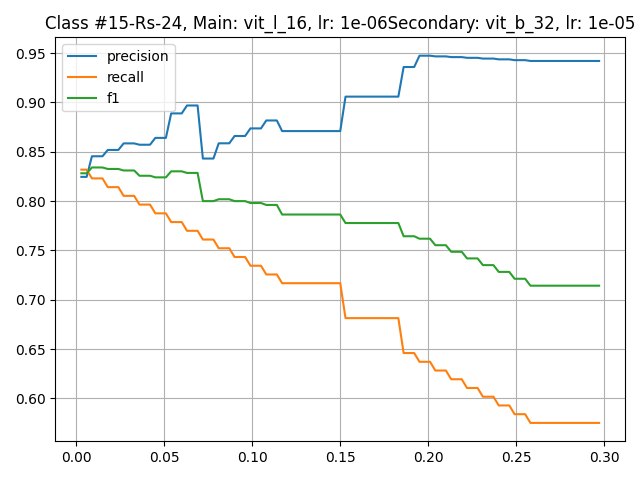 Class #15-Rs-24, Main: vit_l_16, lr: 1e-06Secondary: vit_b_32, lr: 1e-05
precision
recall
f1
0.95
0.90
0.85
0.80
0.75
0.70
0.65
0.60
0.00 0.05 0.10 0.15 0.20 0.25 0.30